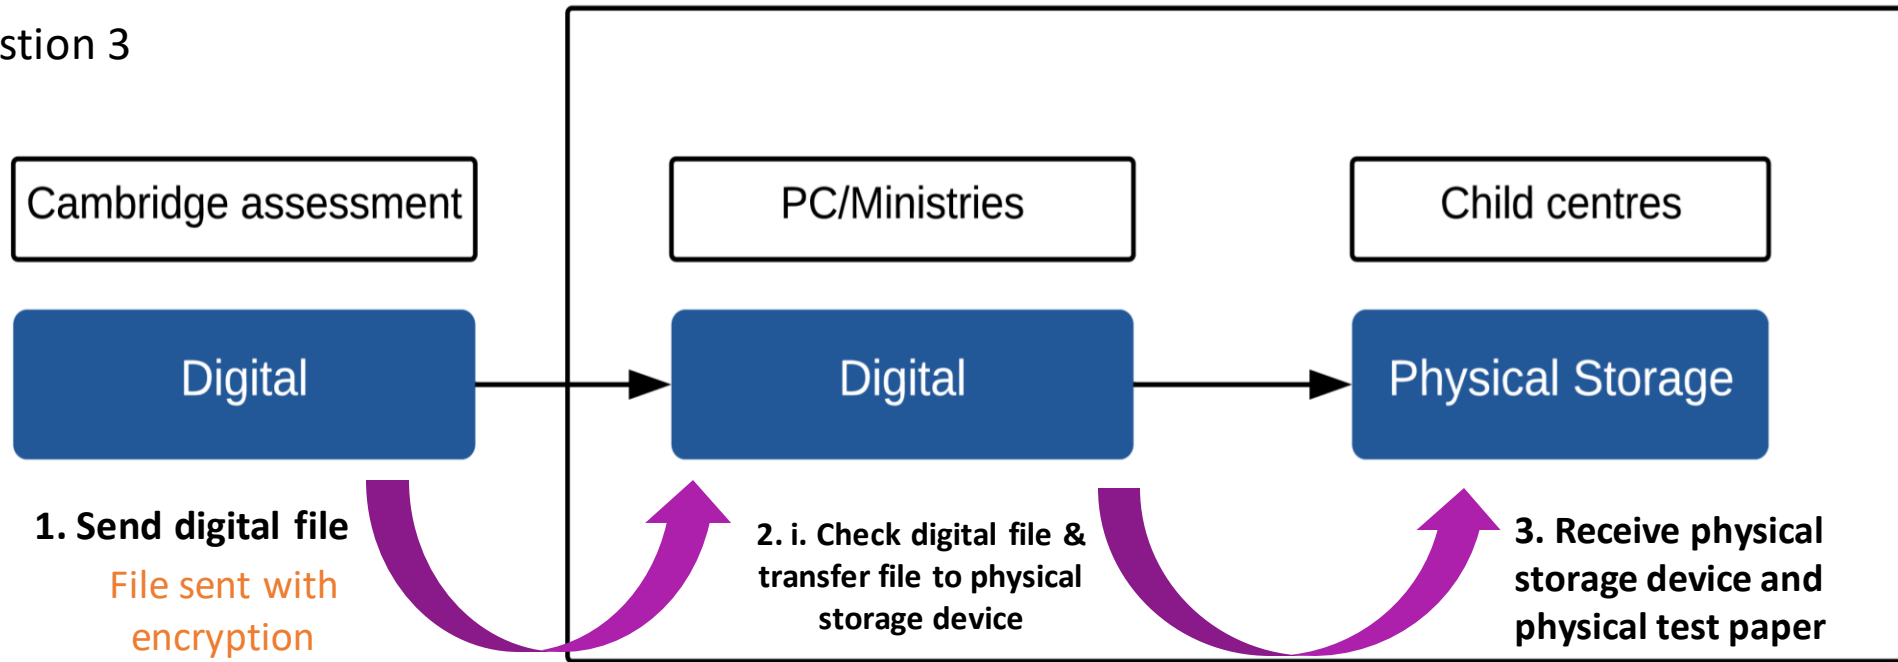 stion 3
Cambridge assessment
PC/Ministries
Child centres
Digital
Digital
Physical Storage
1. Send digital file
File sent with
encryption
2. i. Check digital file &
transfer file to physical
storage device
3. Receive physical
storage device and
physical test paper